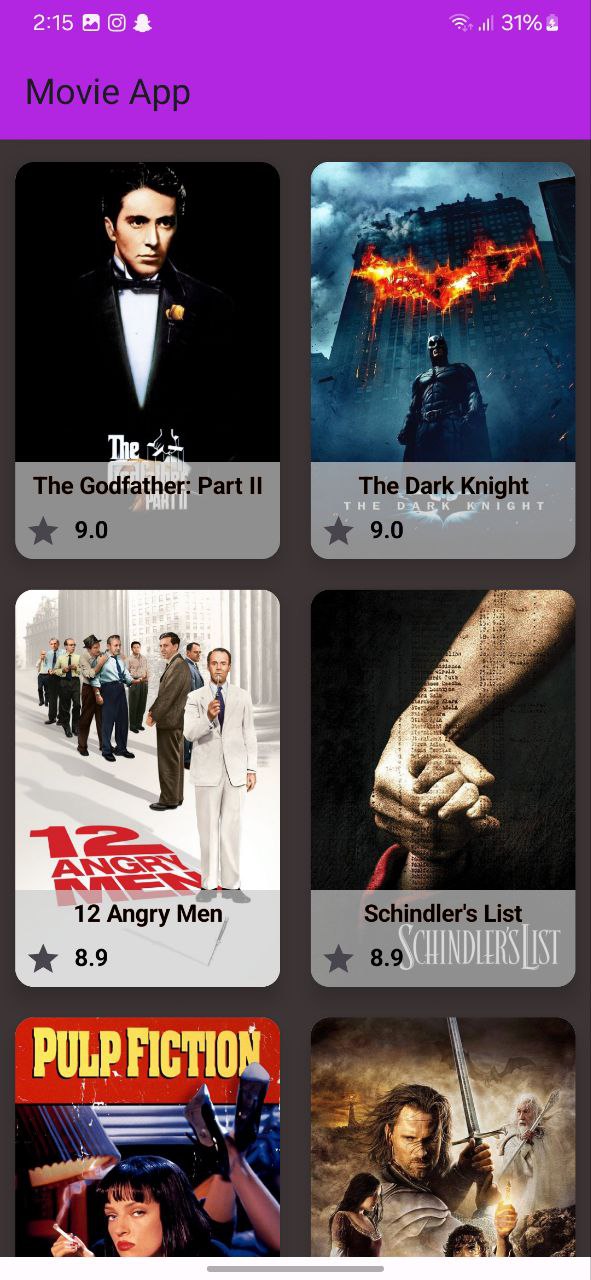 2:15 31%
Movie App
The
PART II
The Godfather: Part II
9.0
The Dark Knight
THE DARK KNIGHT
9.0
12
ANGRY
MEN
12 Angry Men
8.9
Schindler's List
8.9
SCHINDLER'S LIST
PULP FICTION